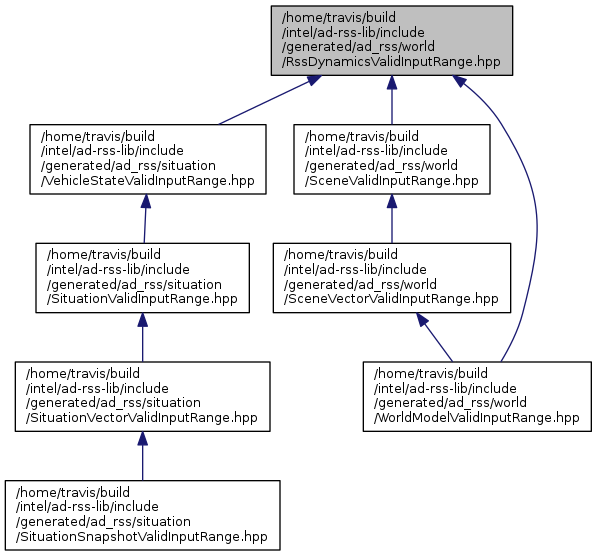 /home/travis/build
/intel/ad-rss-lib/include
/generated/ad_rss/world
/RssDynamicsValidInputRange.hpp
/home/travis/build
/intel/ad-rss-lib/include
/generated/ad_rss/situation
/VehicleStateValidInputRange.hpp
/home/travis/build
/intel/ad-rss-lib/include
/generated/ad_rss/world
/SceneValidInputRange.hpp
/home/travis/build
/intel/ad-rss-lib/include
/generated/ad_rss/situation
/SituationValidInputRange.hpp
/home/travis/build
/intel/ad-rss-lib/include
/generated/ad_rss/world
/SceneVectorValidInputRange.hpp
/home/travis/build
/intel/ad-rss-lib/include
/generated/ad_rss/situation
/SituationVectorValidInputRange.hpp
/home/travis/build
/intel/ad-rss-lib/include
/generated/ad_rss/world
/WorldModelValidInputRange.hpp
/home/travis/build
/intel/ad-rss-lib/include
/generated/ad_rss/situation
/SituationSnapshotValidInputRange.hpp